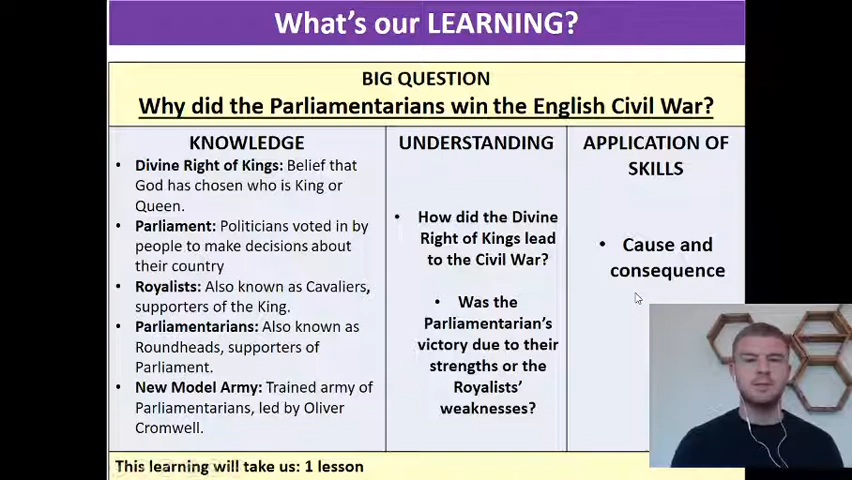 What's our LEARNING?
BIG QUESTION
Why did the Parliamentarians win the English Civil War?
KNOWLEDGE
• Divine Right of Kings: Belief that
God has chosen who is King or
Queen.
• Parliament: Politicians voted in by
people to make decisions about
their country
• Royalists: Also known as Cavaliers,
supporters of the King.
• Parliamentarians: Also known as
Roundheads, supporters of
Parliament.
• New Model Army: Trained army of
Parliamentarians, led by Oliver
Cromwell.
UNDERSTANDING
• How did the Divine
Right of Kings lead
to the Civil War?
• Was the
Parliamentarian's
victory due to their
strengths or the
Royalists'
weaknesses?
APPLICATION OF
SKILLS
• Cause and
consequence
This learning will take us: 1 lesson